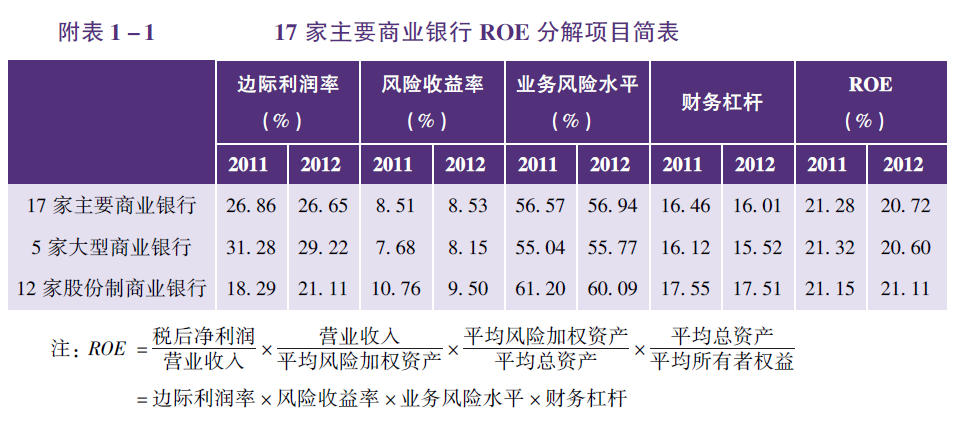 附表 1-1 17 家主要商业银行 ROE 分解项目简表
边际利润率 风险收益率 业务风险水平 财务杠杆 ROE
(%) (%) (%) (%)
2011 2012 2011 2012 2011 2012 2011 2012 2011 2012
17 家主要商业银行 26.86 26.65 8.51 8.53 56.57 56.94 16.46 16.01 21.28 20.72
5 家大型商业银行 31.28 29.22 7.68 8.15 55.04 55.77 16.12 15.52 21.32 20.60
12 家股份制商业银行 18.29 21.11 10.76 9.50 61.20 60.09 17.55 17.51 21.15 21.11
注: ROE = 税后净利润/营业收入 × 营业收入/平均风险加权资产 × 平均风险加权资产/平均总资产 × 平均总资产/平均所有者权益
= 边际利润率 × 风险收益率 × 业务风险水平 × 财务杠杆